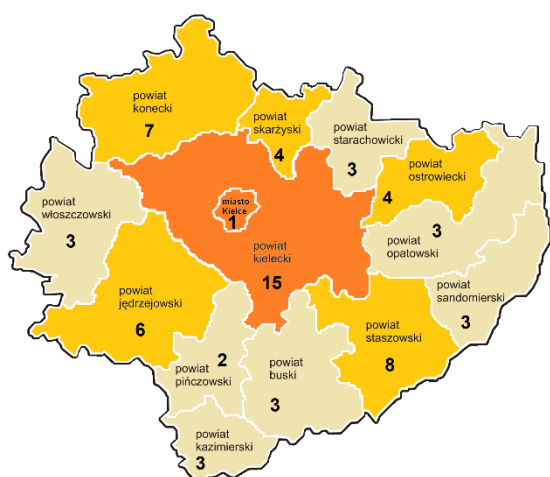 powiat
konecki
7
powiat
skarżyski
4
powiat
starachowicki
3
powiat
ostrowiecki
4
powiat
włoszczowski
3
miasto
Kielce
1
powiat
kielecki
15
3
powiat
opatowski
powiat
sandomierski
3
powiat
jędrzejowski
6
2
powiat
pińczowski
powiat
buski
3
powiat
staszowski
8
powiat
kazimierski
3